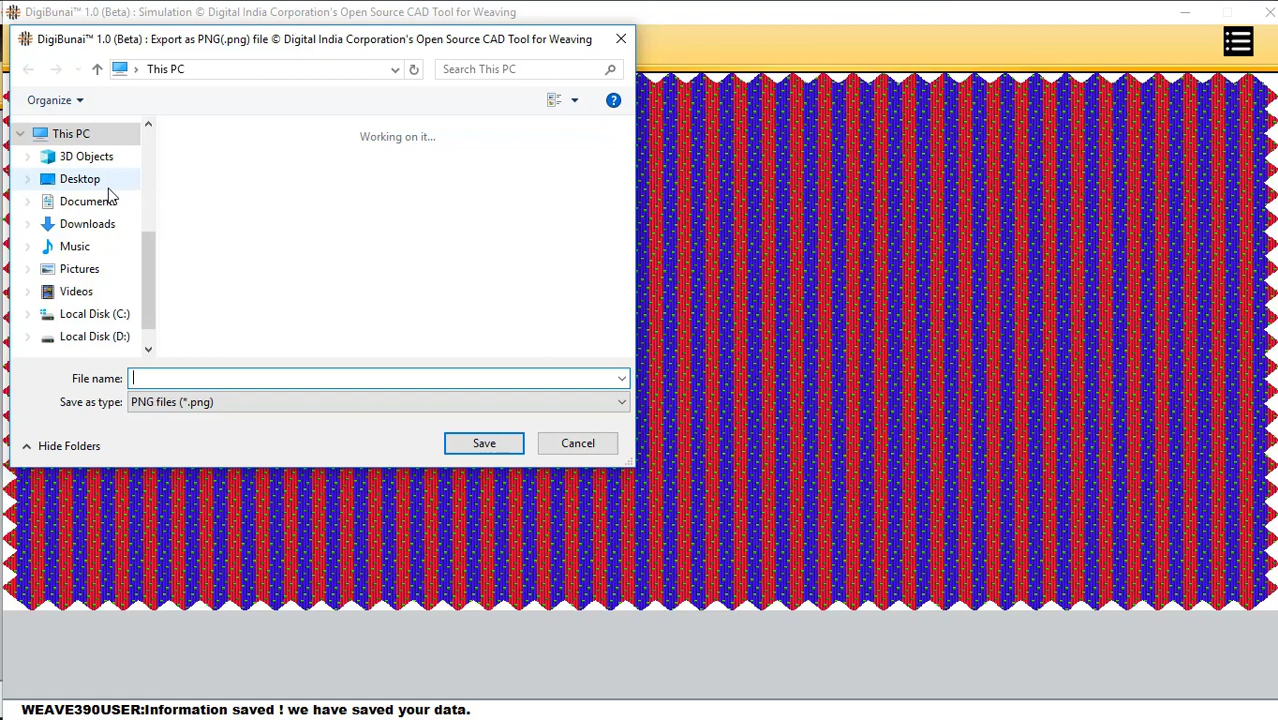 DigiBunai™ 1.0 (Beta) : Simulation © Digital India Corporation's Open Source CAD Tool for Weaving
DigiBunai™ 1.0 (Beta) : Export as PNG(.png) file © Digital India Corporation's Open Source CAD Tool for Weaving
This PC
Search This PC
Organize
This PC
Working on it...
3D Objects
Desktop
Documents
Downloads
Music
Pictures
Videos
Local Disk (C:)
Local Disk (D:)
File name:
Save as type: PNG files (*.png)
Hide Folders
Save
Cancel
WEAVE390USER:Information saved ! we have saved your data.